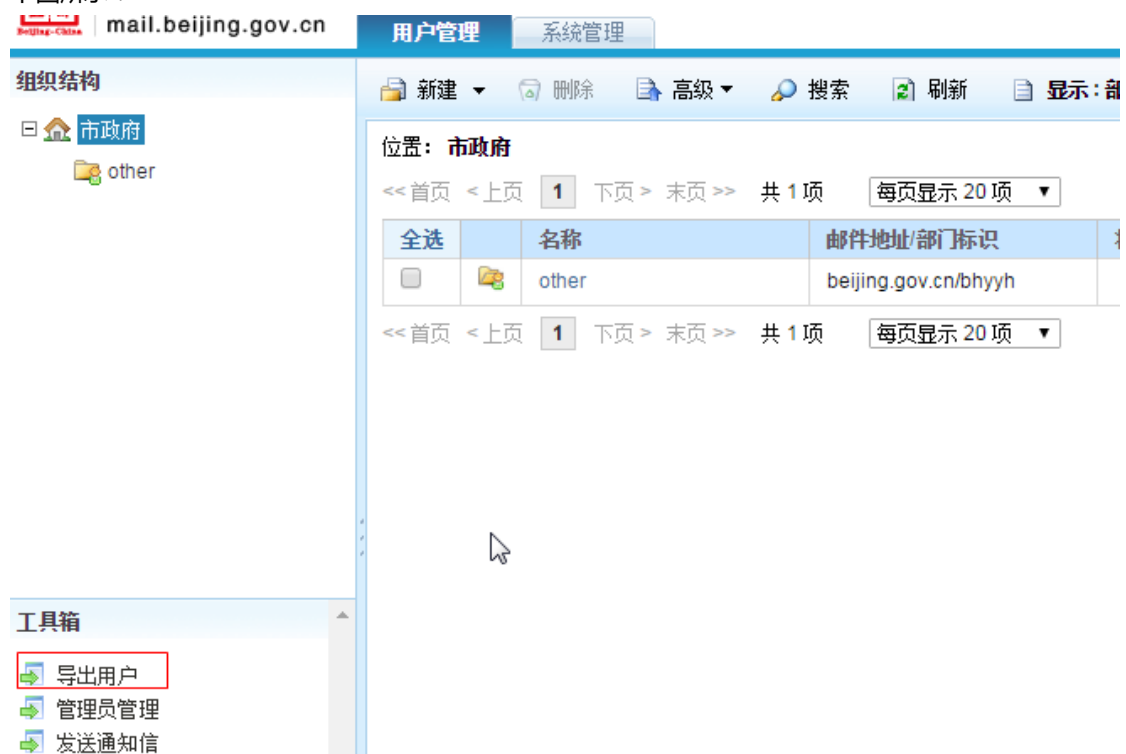 mail.beijing.gov.cn
用户管理 系统管理
组织结构
新建 删除 高级 搜索 刷新 显示:部
市政府
other
位置: 市政府
<<首页 <上页 1 下页> 末页>> 共 1 项 每页显示 20 项
全选 名称 邮件地址/部门标识
other beijing.gov.cn/bhyyh
<<首页 <上页 1 下页> 末页>> 共 1 项 每页显示 20 项
工具箱
导出用户
管理员管理
发送通知信